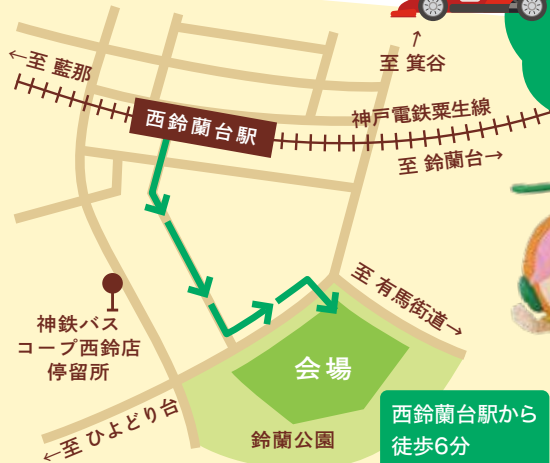 ←至 藍那
↑
至 箕谷
西鈴蘭台駅
神戸電鉄粟生線
至 鈴蘭台→
至 有馬街道→
神鉄バス
コープ西鈴店
停留所
会場
←至 ひよどり台
鈴蘭公園
西鈴蘭台駅から
徒歩6分